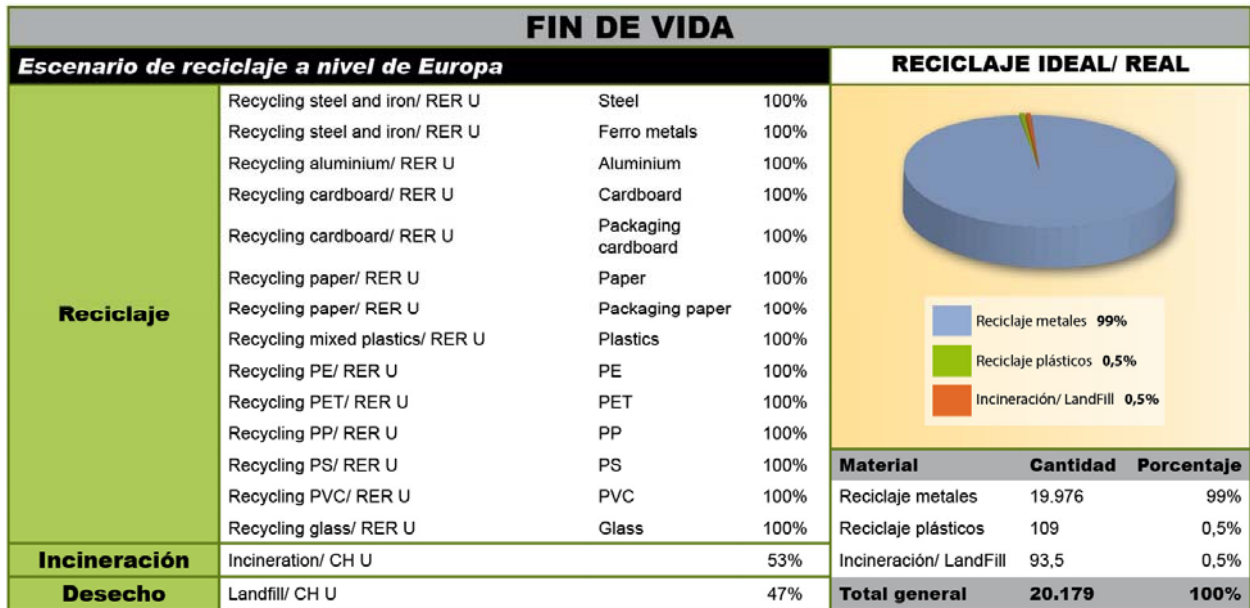 FIN DE VIDA
Escenario de reciclaje a nivel de Europa
Reciclaje
Recycling steel and iron/ RER U Steel 100%
Recycling steel and iron/ RER U Ferro metals 100%
Recycling aluminium/ RER U Aluminium 100%
Recycling cardboard/ RER U Cardboard 100%
Recycling cardboard/ RER U Packaging cardboard 100%
Recycling paper/ RER U Paper 100%
Recycling paper/ RER U Packaging paper 100%
Recycling mixed plastics/ RER U Plastics 100%
Recycling PE/ RER U PE 100%
Recycling PET/ RER U PET 100%
Recycling PP/ RER U PP 100%
Recycling PS/ RER U PS 100%
Recycling PVC/ RER U PVC 100%
Recycling glass/ RER U Glass 100%
Incineración Incineration/ CH U 53%
Desecho Landfill/ CH U 47%
RECICLAJE IDEAL/ REAL
Reciclaje metales 99%
Reciclaje plásticos 0,5%
Incineración/ LandFill 0,5%
Material Cantidad Porcentaje
Reciclaje metales 19.976 99%
Reciclaje plásticos 109 0,5%
Incineración/ LandFill 93,5 0,5%
Total general 20.179 100%